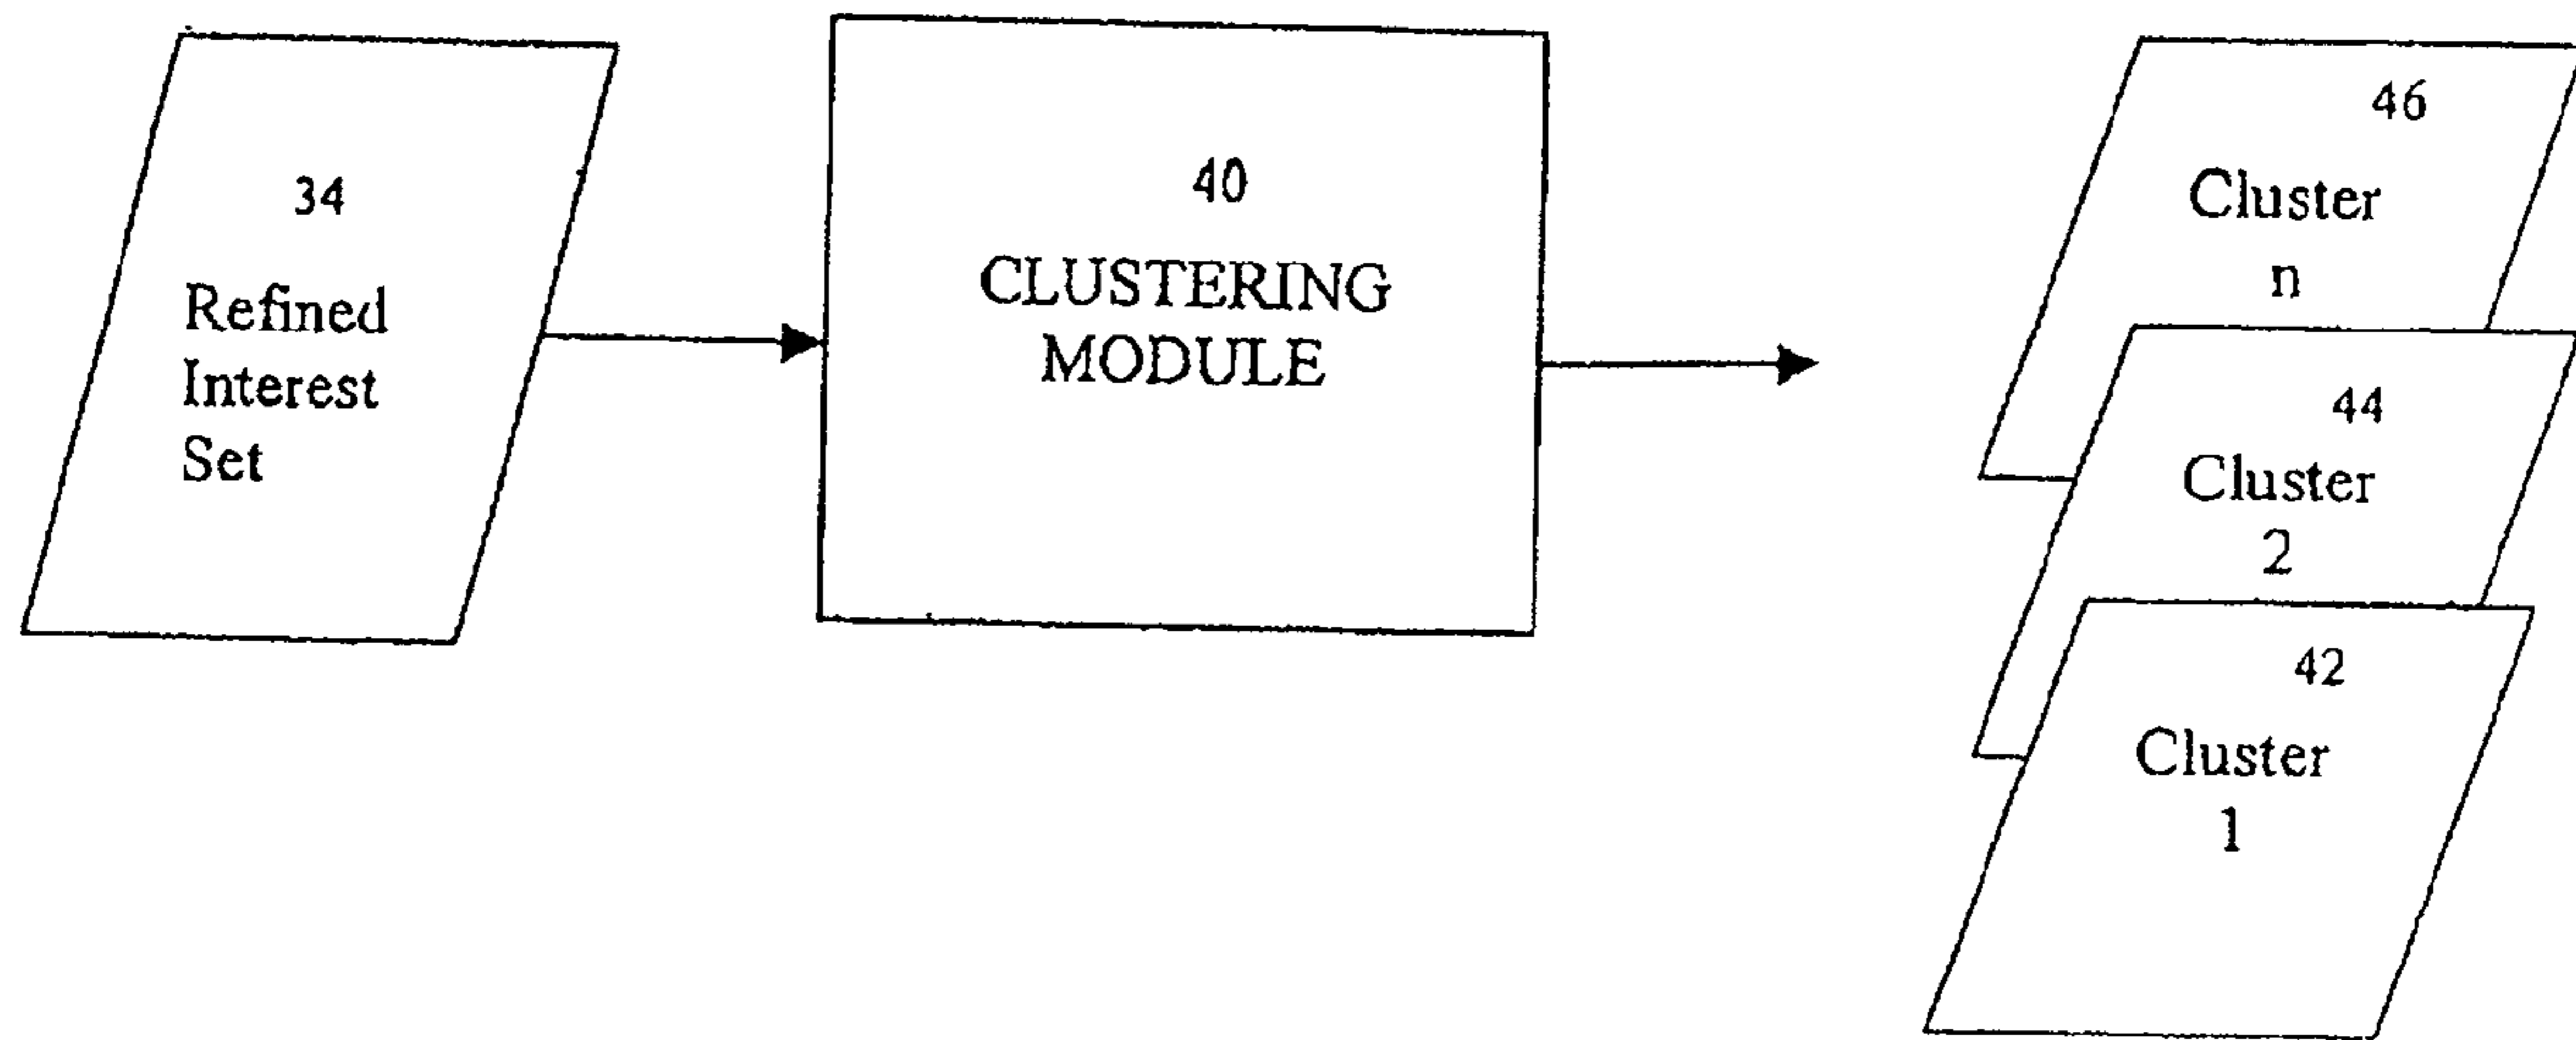 34
Refined
Interest
Set
40
CLUSTERING
MODULE
46
Cluster
n
44
Cluster
2
42
Cluster
1